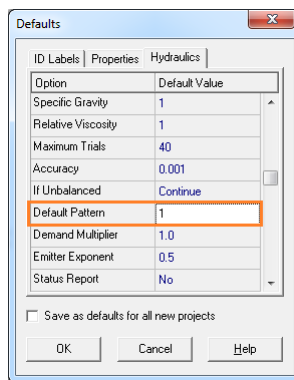 Defaults
ID Labels Properties Hydraulics
Option Default Value
Specific Gravity 1
Relative Viscosity 1
Maximum Trials 40
Accuracy 0.001
If Unbalanced Continue
Default Pattern 1
Demand Multiplier 1.0
Emitter Exponent 0.5
Status Report No
Save as defaults for all new projects
OK Cancel Help